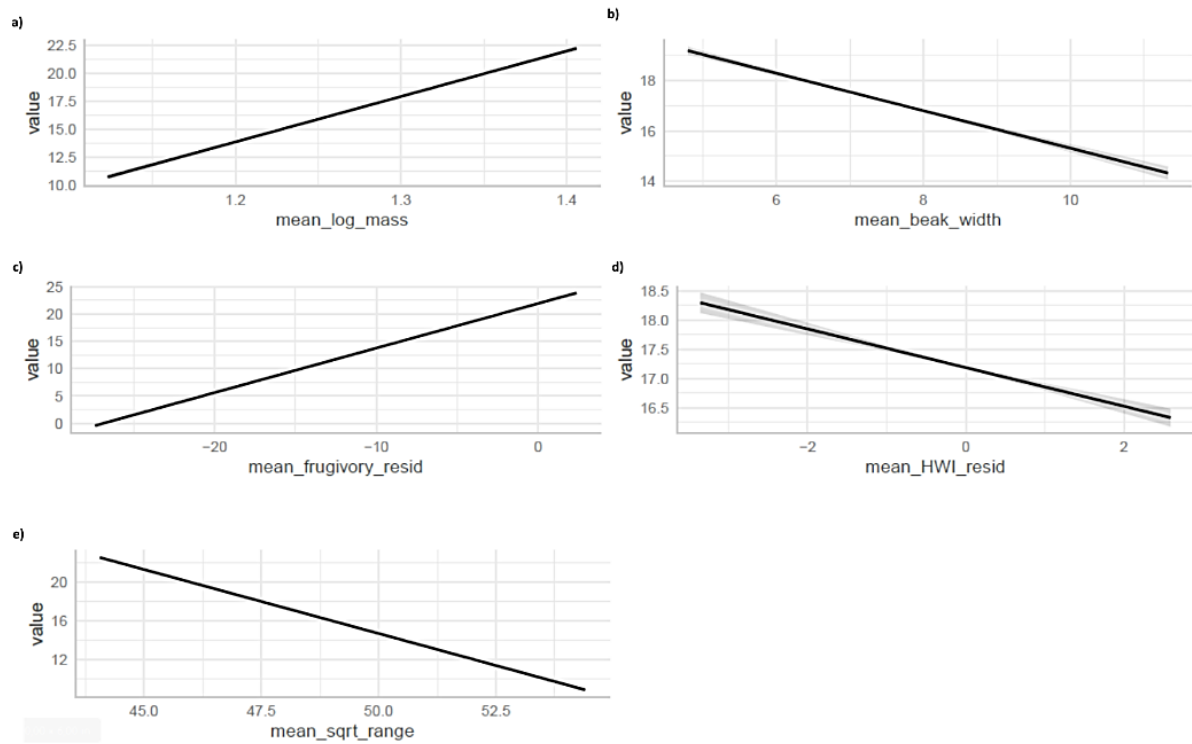 a)
22.5
20.0
17.5
15.0
12.5
10.0
value
1.2 1.3 1.4
mean_log_mass
b)
18
16
14
value
6 8 10
mean_beak_width
c)
25
20
15
10
5
0
value
−20 −10 0
mean_frugivory_resid
d)
18.5
18.0
17.5
17.0
16.5
value
−2 0 2
mean_HWI_resid
e)
20
16
12
value
45.0 47.5 50.0 52.5
mean_sqrt_range